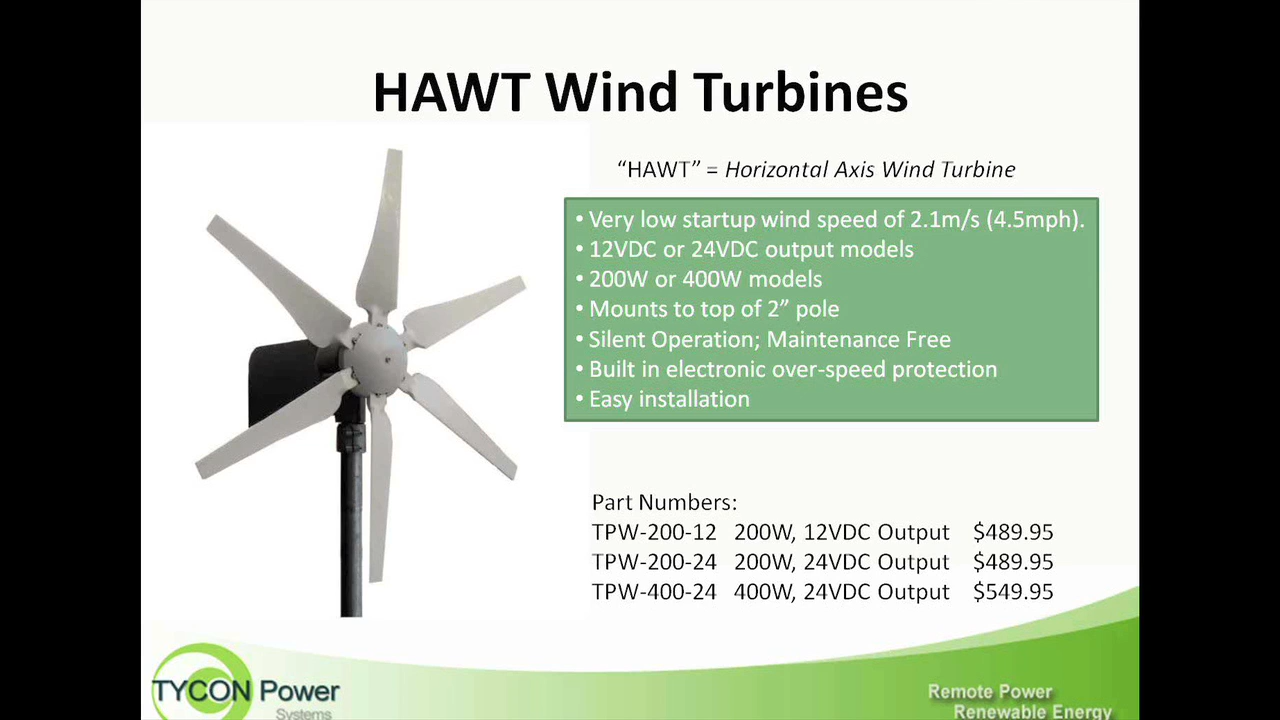 HAWT Wind Turbines
“HAWT” = Horizontal Axis Wind Turbine
• Very low startup wind speed of 2.1m/s (4.5mph).
• 12VDC or 24VDC output models
• 200W or 400W models
• Mounts to top of 2” pole
• Silent Operation; Maintenance Free
• Built in electronic over-speed protection
• Easy installation
Part Numbers:
TPW-200-12 200W, 12VDC Output $489.95
TPW-200-24 200W, 24VDC Output $489.95
TPW-400-24 400W, 24VDC Output $549.95
TYCON Power
Systems
Remote Power
Renewable Energy